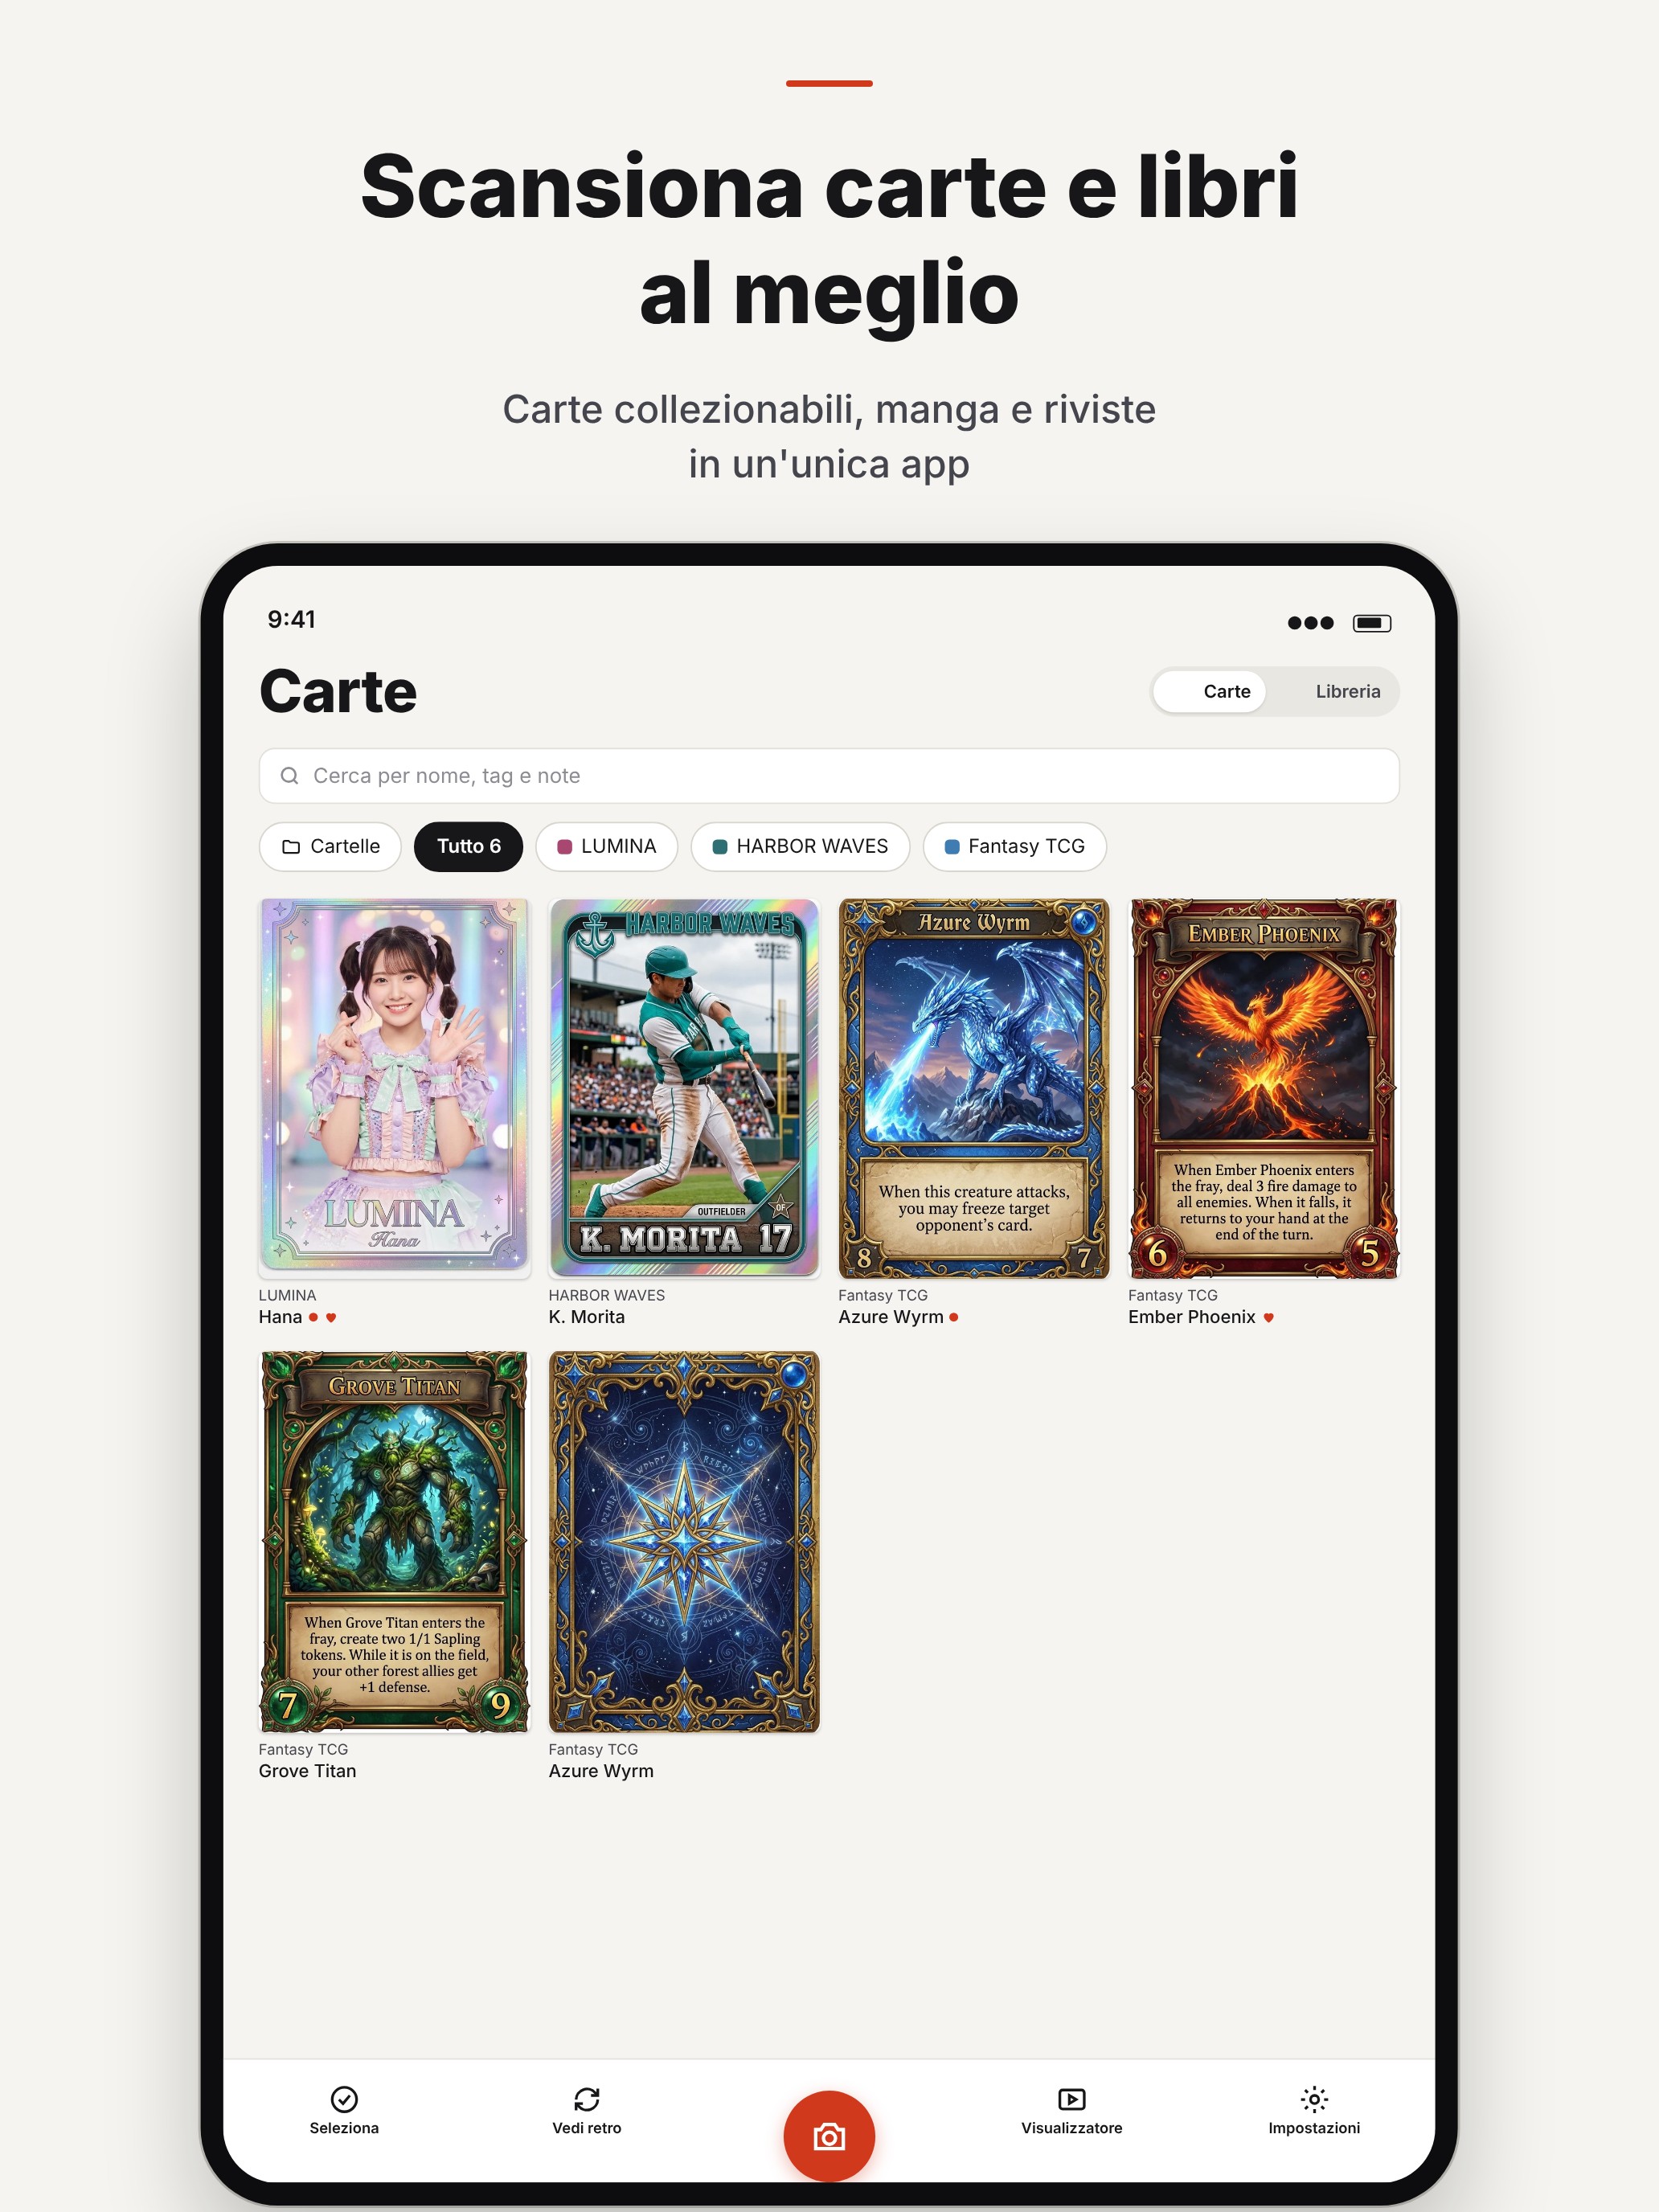 Scansiona carte e libri
al meglio
Carte collezionabili, manga e riviste
in un'unica app
9:41
Carte
Carte Libreria
Cerca per nome, tag e note
Cartelle Tutto 6 LUMINA HARBOR WAVES Fantasy TCG
LUMINA
Hana
HARBOR WAVES
OUTFIELDER
OF
K. MORITA 17
Azure Wyrm
When this creature attacks,
you may freeze target
opponent's card.
8 7
EMBER PHOENIX
When Ember Phoenix enters
the fray, deal 3 fire damage to
all enemies. When it falls, it
returns to your hand at the
end of the turn.
6 5
LUMINA
Hana
HARBOR WAVES
K. Morita
Fantasy TCG
Azure Wyrm
Fantasy TCG
Ember Phoenix
GROVE TITAN
When Grove Titan enters the
fray, create two 1/1 Sapling
tokens. While it is on the field,
your other forest allies get
+1 defense.
7 9
Fantasy TCG
Grove Titan
Fantasy TCG
Azure Wyrm
Seleziona
Vedi retro
Visualizzatore
Impostazioni